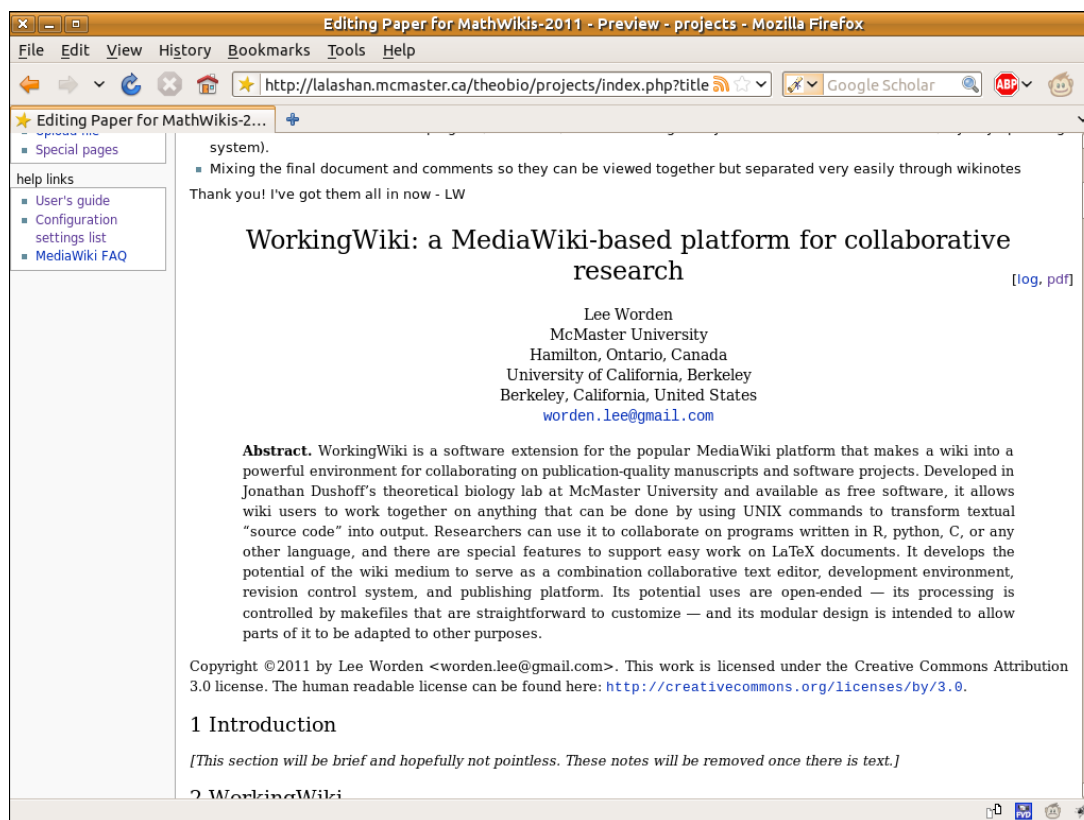 Editing Paper for MathWikis-2011 - Preview - projects - Mozilla Firefox
File Edit View History Bookmarks Tools Help
http://lalashan.mcmaster.ca/theobio/projects/index.php?title
Google Scholar
ABP
Editing Paper for MathWikis-2...
Special pages
help links
User's guide
Configuration
settings list
MediaWiki FAQ
system).
Mixing the final document and comments so they can be viewed together but separated very easily through wikinotes
Thank you! I've got them all in now - LW
WorkingWiki: a MediaWiki-based platform for collaborative
research
[log, pdf]
Lee Worden
McMaster University
Hamilton, Ontario, Canada
University of California, Berkeley
Berkeley, California, United States
worden.lee@gmail.com
Abstract. WorkingWiki is a software extension for the popular MediaWiki platform that makes a wiki into a
powerful environment for collaborating on publication-quality manuscripts and software projects. Developed in
Jonathan Dushoff's theoretical biology lab at McMaster University and available as free software, it allows
wiki users to work together on anything that can be done by using UNIX commands to transform textual
“source code” into output. Researchers can use it to collaborate on programs written in R, python, C, or any
other language, and there are special features to support easy work on LaTeX documents. It develops the
potential of the wiki medium to serve as a combination collaborative text editor, development environment,
revision control system, and publishing platform. Its potential uses are open-ended — its processing is
controlled by makefiles that are straightforward to customize — and its modular design is intended to allow
parts of it to be adapted to other purposes.
Copyright ©2011 by Lee Worden <worden.lee@gmail.com>. This work is licensed under the Creative Commons Attribution
3.0 license. The human readable license can be found here: http://creativecommons.org/licenses/by/3.0.
1 Introduction
[This section will be brief and hopefully not pointless. These notes will be removed once there is text.]
2 WorkingWiki
PVD